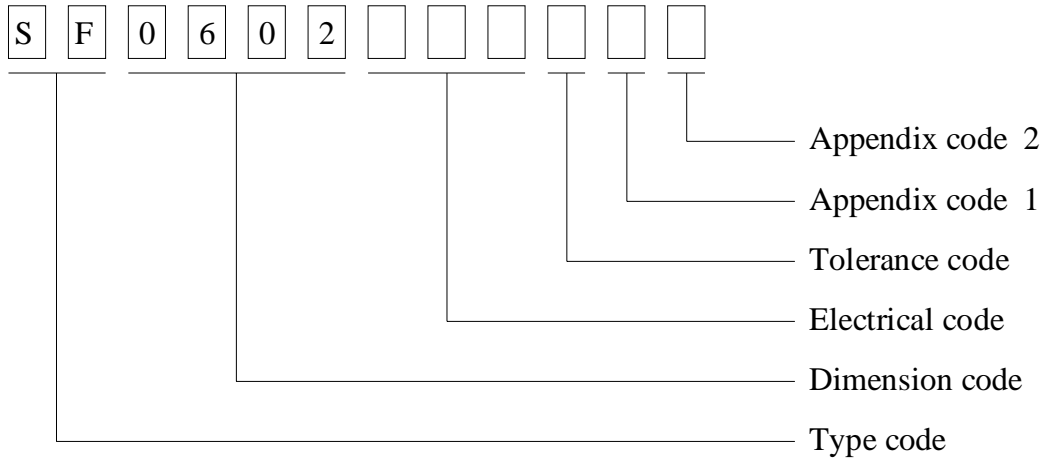 S F 0 6 0 2
Appendix code 2
Appendix code 1
Tolerance code
Electrical code
Dimension code
Type code